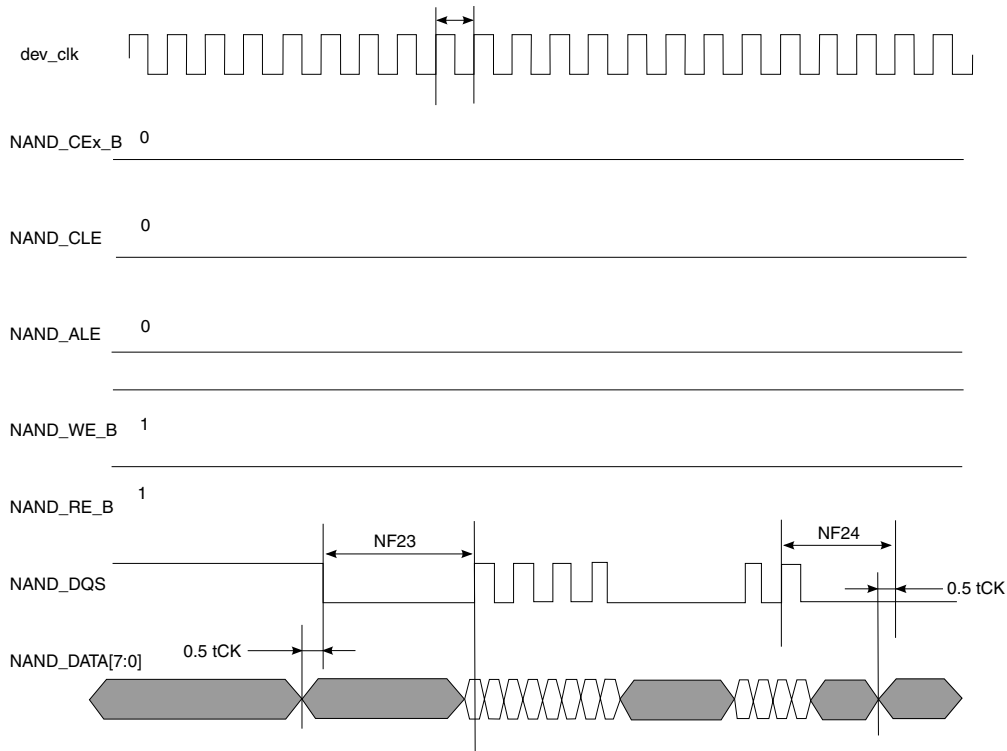 dev_clk
NAND_CEx_B 0
NAND_CLE 0
NAND_ALE 0
NAND_WE_B 1
NAND_RE_B 1
NF23
NF24
NAND_DQS
0.5 tCK
NAND_DATA[7:0]
0.5 tCK